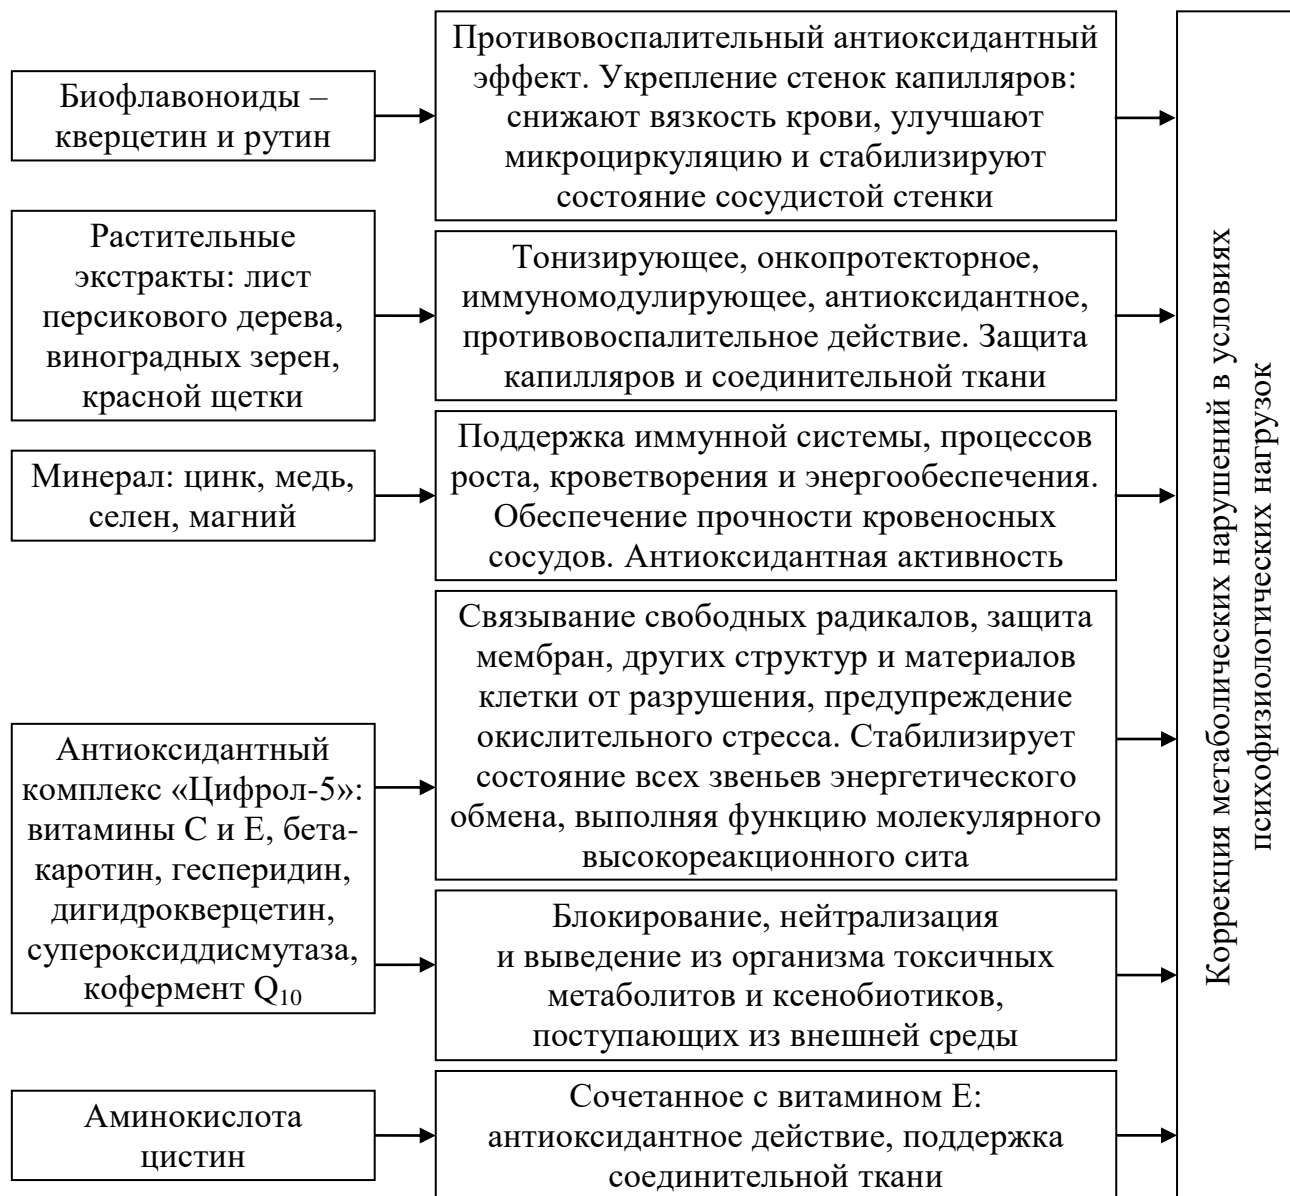 Биофлавоноиды –
кверцетин и рутин
Противовоспалительный антиоксидантный
эффект. Укрепление стенок капилляров:
снижают вязкость крови, улучшают
микроциркуляцию и стабилизируют
состояние сосудистой стенки
Растительные
экстракты: лист
персикового дерева,
виноградных зерен,
красной щетки
Тонизирующее, онкопротекторное,
иммуномодулирующее, антиоксидантное,
противовоспалительное действие. Защита
капилляров и соединительной ткани
Минерал: цинк, медь,
селен, магний
Поддержка иммунной системы, процессов
роста, кроветворения и энергообеспечения.
Обеспечение прочности кровеносных
сосудов. Антиоксидантная активность
Антиоксидантный
комплекс «Цифрол-5»:
витамины С и Е, бета-
каротин, гесперидин,
дигидрокверцетин,
супероксиддисмутаза,
кофермент Q₁₀
Связывание свободных радикалов, защита
мембран, других структур и материалов
клетки от разрушения, предупреждение
окислительного стресса. Стабилизирует
состояние всех звеньев энергетического
обмена, выполняя функцию молекулярного
высокореакционного сита
Блокирование, нейтрализация
и выведение из организма токсичных
метаболитов и ксенобиотиков,
поступающих из внешней среды
Аминокислота
цистин
Сочетанное с витамином Е:
антиоксидантное действие, поддержка
соединительной ткани
Коррекция метаболических нарушений в условиях
психофизиологических нагрузок